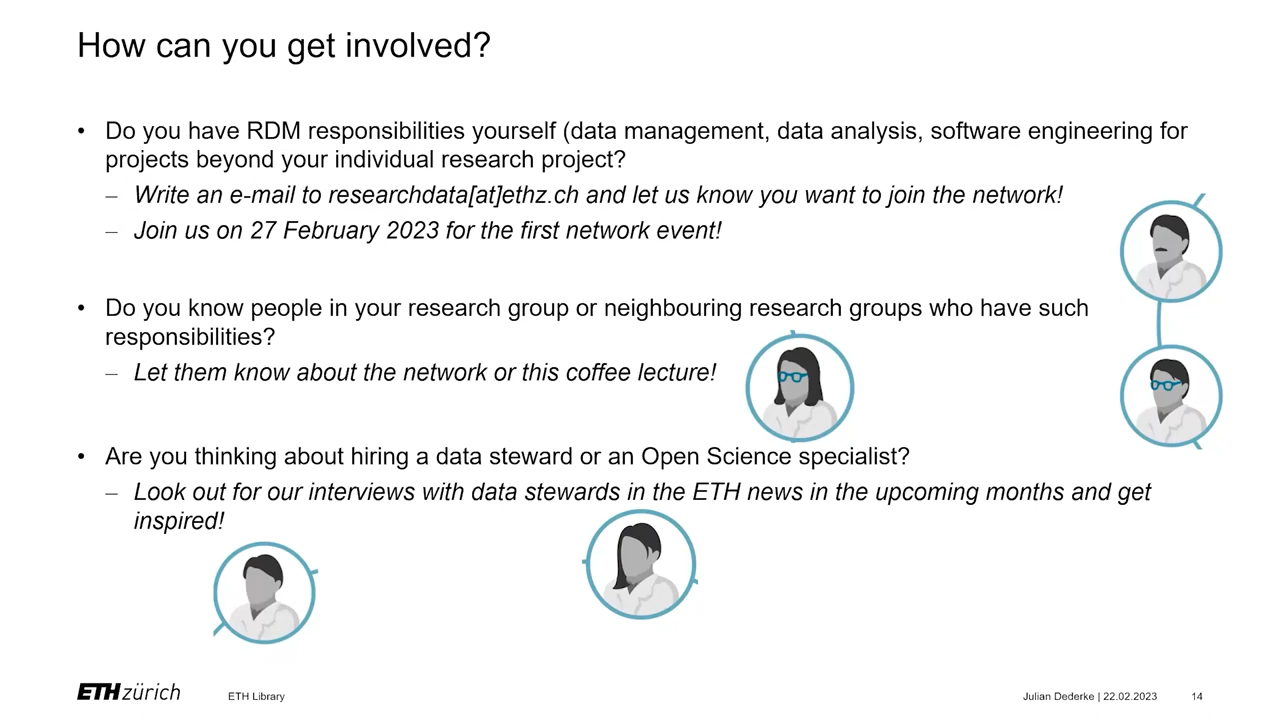 How can you get involved?
• Do you have RDM responsibilities yourself (data management, data analysis, software engineering for
projects beyond your individual research project?
– Write an e-mail to researchdata[at]ethz.ch and let us know you want to join the network!
– Join us on 27 February 2023 for the first network event!
• Do you know people in your research group or neighbouring research groups who have such
responsibilities?
– Let them know about the network or this coffee lecture!
• Are you thinking about hiring a data steward or an Open Science specialist?
– Look out for our interviews with data stewards in the ETH news in the upcoming months and get
inspired!
ETH zürich
ETH Library
Julian Dederke | 22.02.2023
14